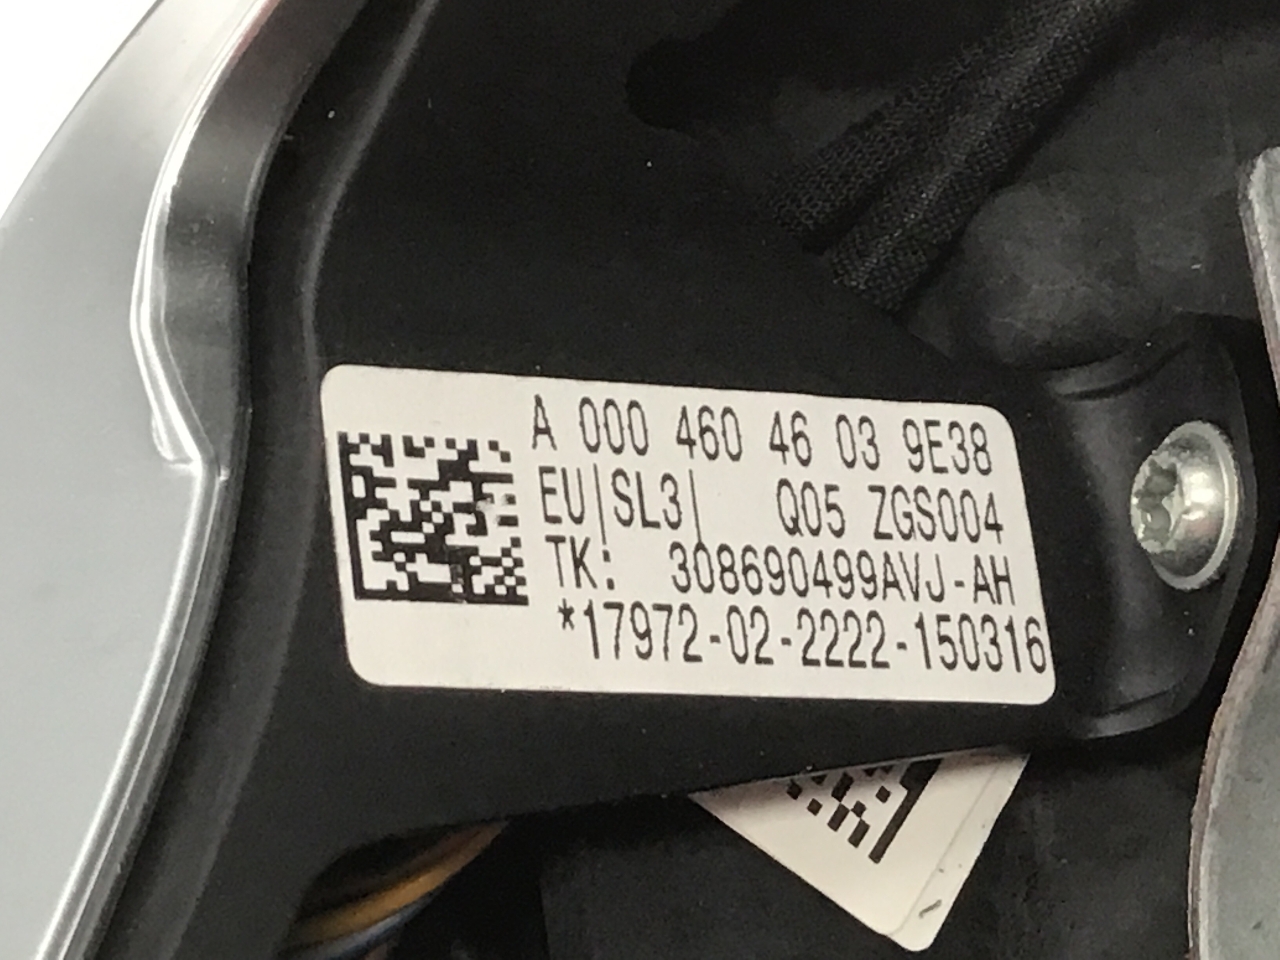 A 000 460 46 03 9E38
EU|SL3| Q05 ZGS004
TK: 308690499AVJ-AH
*17972-02-2222-150316